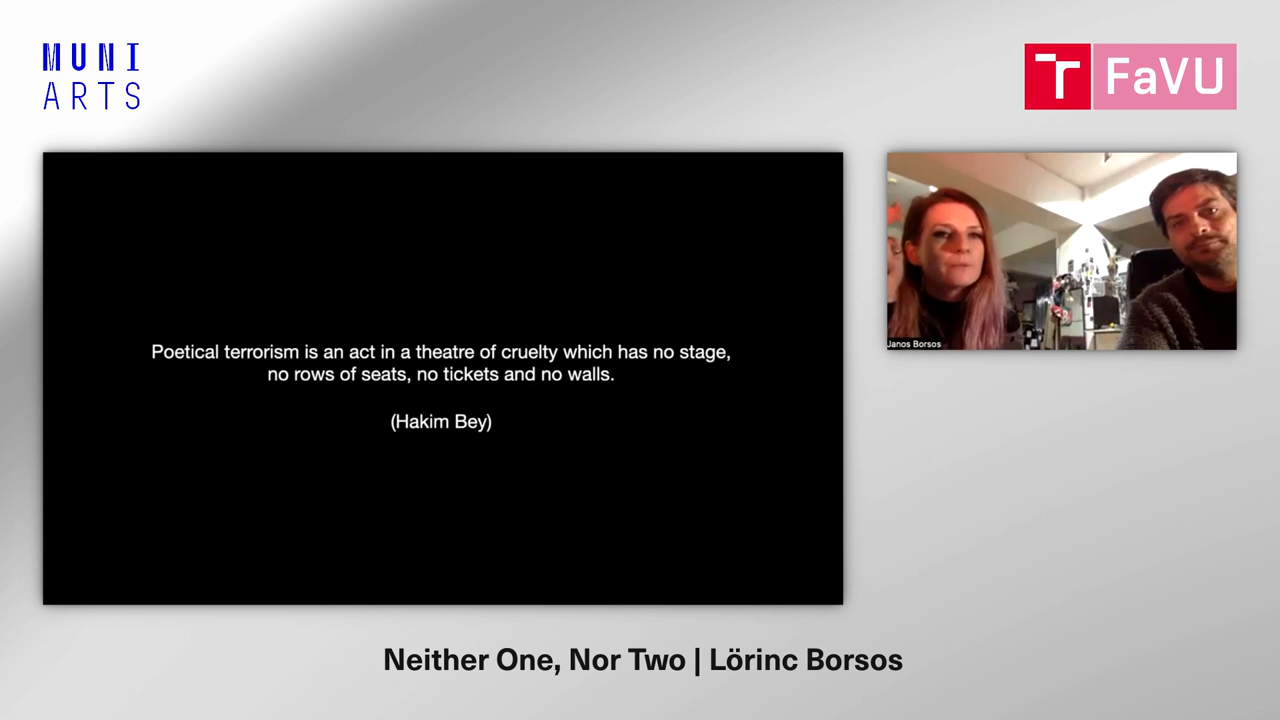 MUNI
ARTS
T FaVU
Poetical terrorism is an act in a theatre of cruelty which has no stage,
no rows of seats, no tickets and no walls.
(Hakim Bey)
Janos Borsos
Neither One, Nor Two | Lörinc Borsos